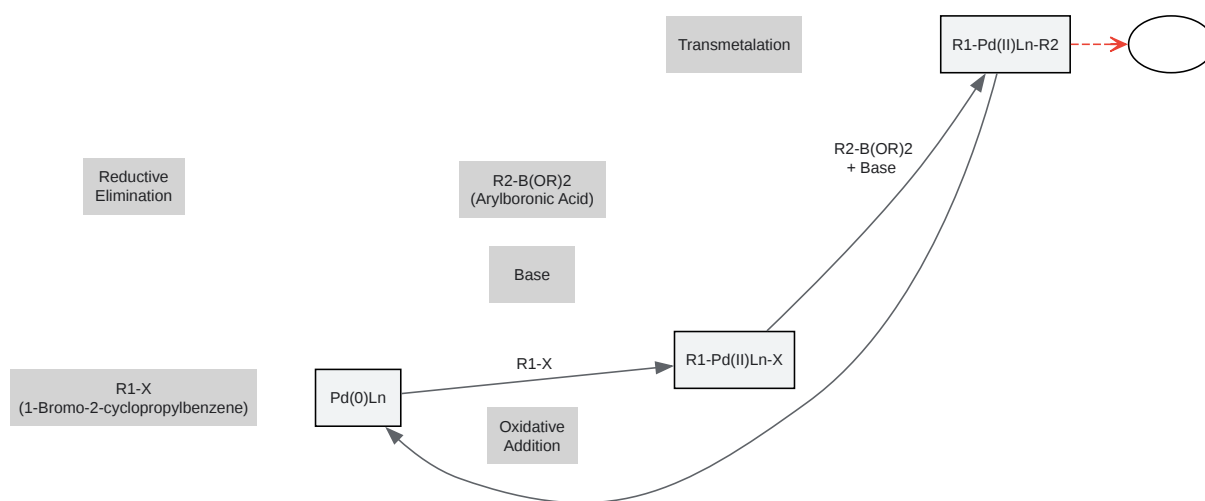 Transmetalation
R1-Pd(II)Ln-R2
R2-B(OR)2
+ Base
Reductive
Elimination
R2-B(OR)2
(Arylboronic Acid)
Base
R1-X
R1-Pd(II)Ln-X
R1-X
(1-Bromo-2-cyclopropylbenzene)
Pd(0)Ln
Oxidative
Addition